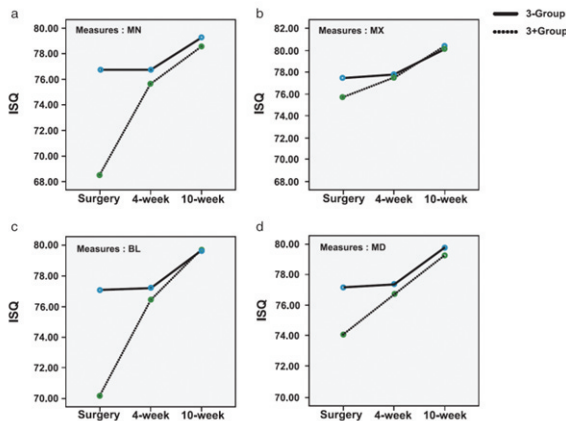 a
Measures : MN
ISQ
80.00
78.00
76.00
74.00
72.00
70.00
68.00
Surgery 4-week 10-week
b
Measures : MX
ISQ
82.00
80.00
78.00
76.00
74.00
72.00
70.00
68.00
Surgery 4-week 10-week
3-Group
3+Group
c
Measures : BL
ISQ
80.00
78.00
76.00
74.00
72.00
70.00
Surgery 4-week 10-week
d
Measures : MD
ISQ
80.00
78.00
76.00
74.00
72.00
70.00
Surgery 4-week 10-week